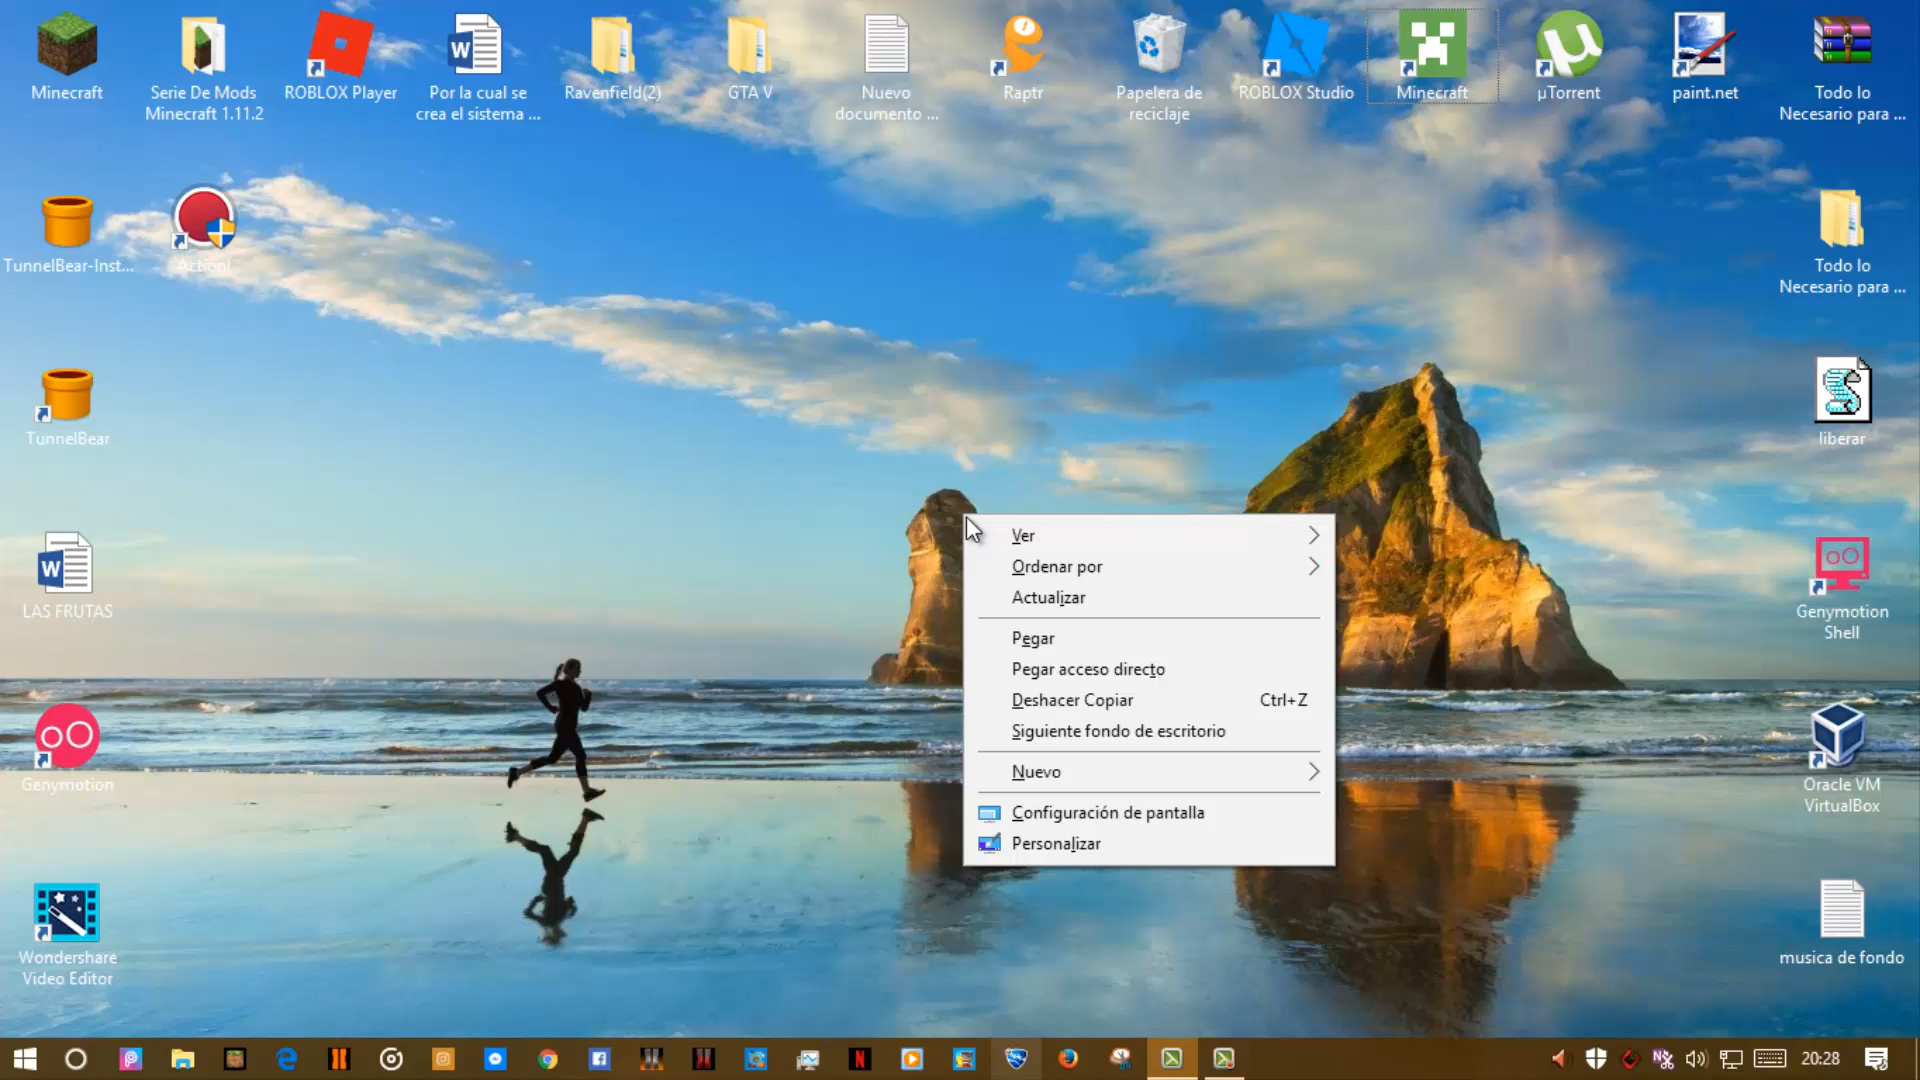 Minecraft
Serie De Mods
Minecraft 1.11.2
ROBLOX Player
Por la cual se
crea el sistema ...
Ravenfield(2)
GTA V
Nuevo
documento ...
Raptr
Papelera de
reciclaje
ROBLOX Studio
Minecraft
µTorrent
paint.net
Todo lo
Necesario para ...
TunnelBear-Inst...
Action!
Todo lo
Necesario para ...
TunnelBear
liberar
LAS FRUTAS
Genymotion
Shell
Genymotion
Oracle VM
VirtualBox
Wondershare
Video Editor
musica de fondo
Ver
Ordenar por
Actualizar
Pegar
Pegar acceso directo
Deshacer Copiar Ctrl+Z
Siguiente fondo de escritorio
Nuevo
Configuración de pantalla
Personalizar
20:28